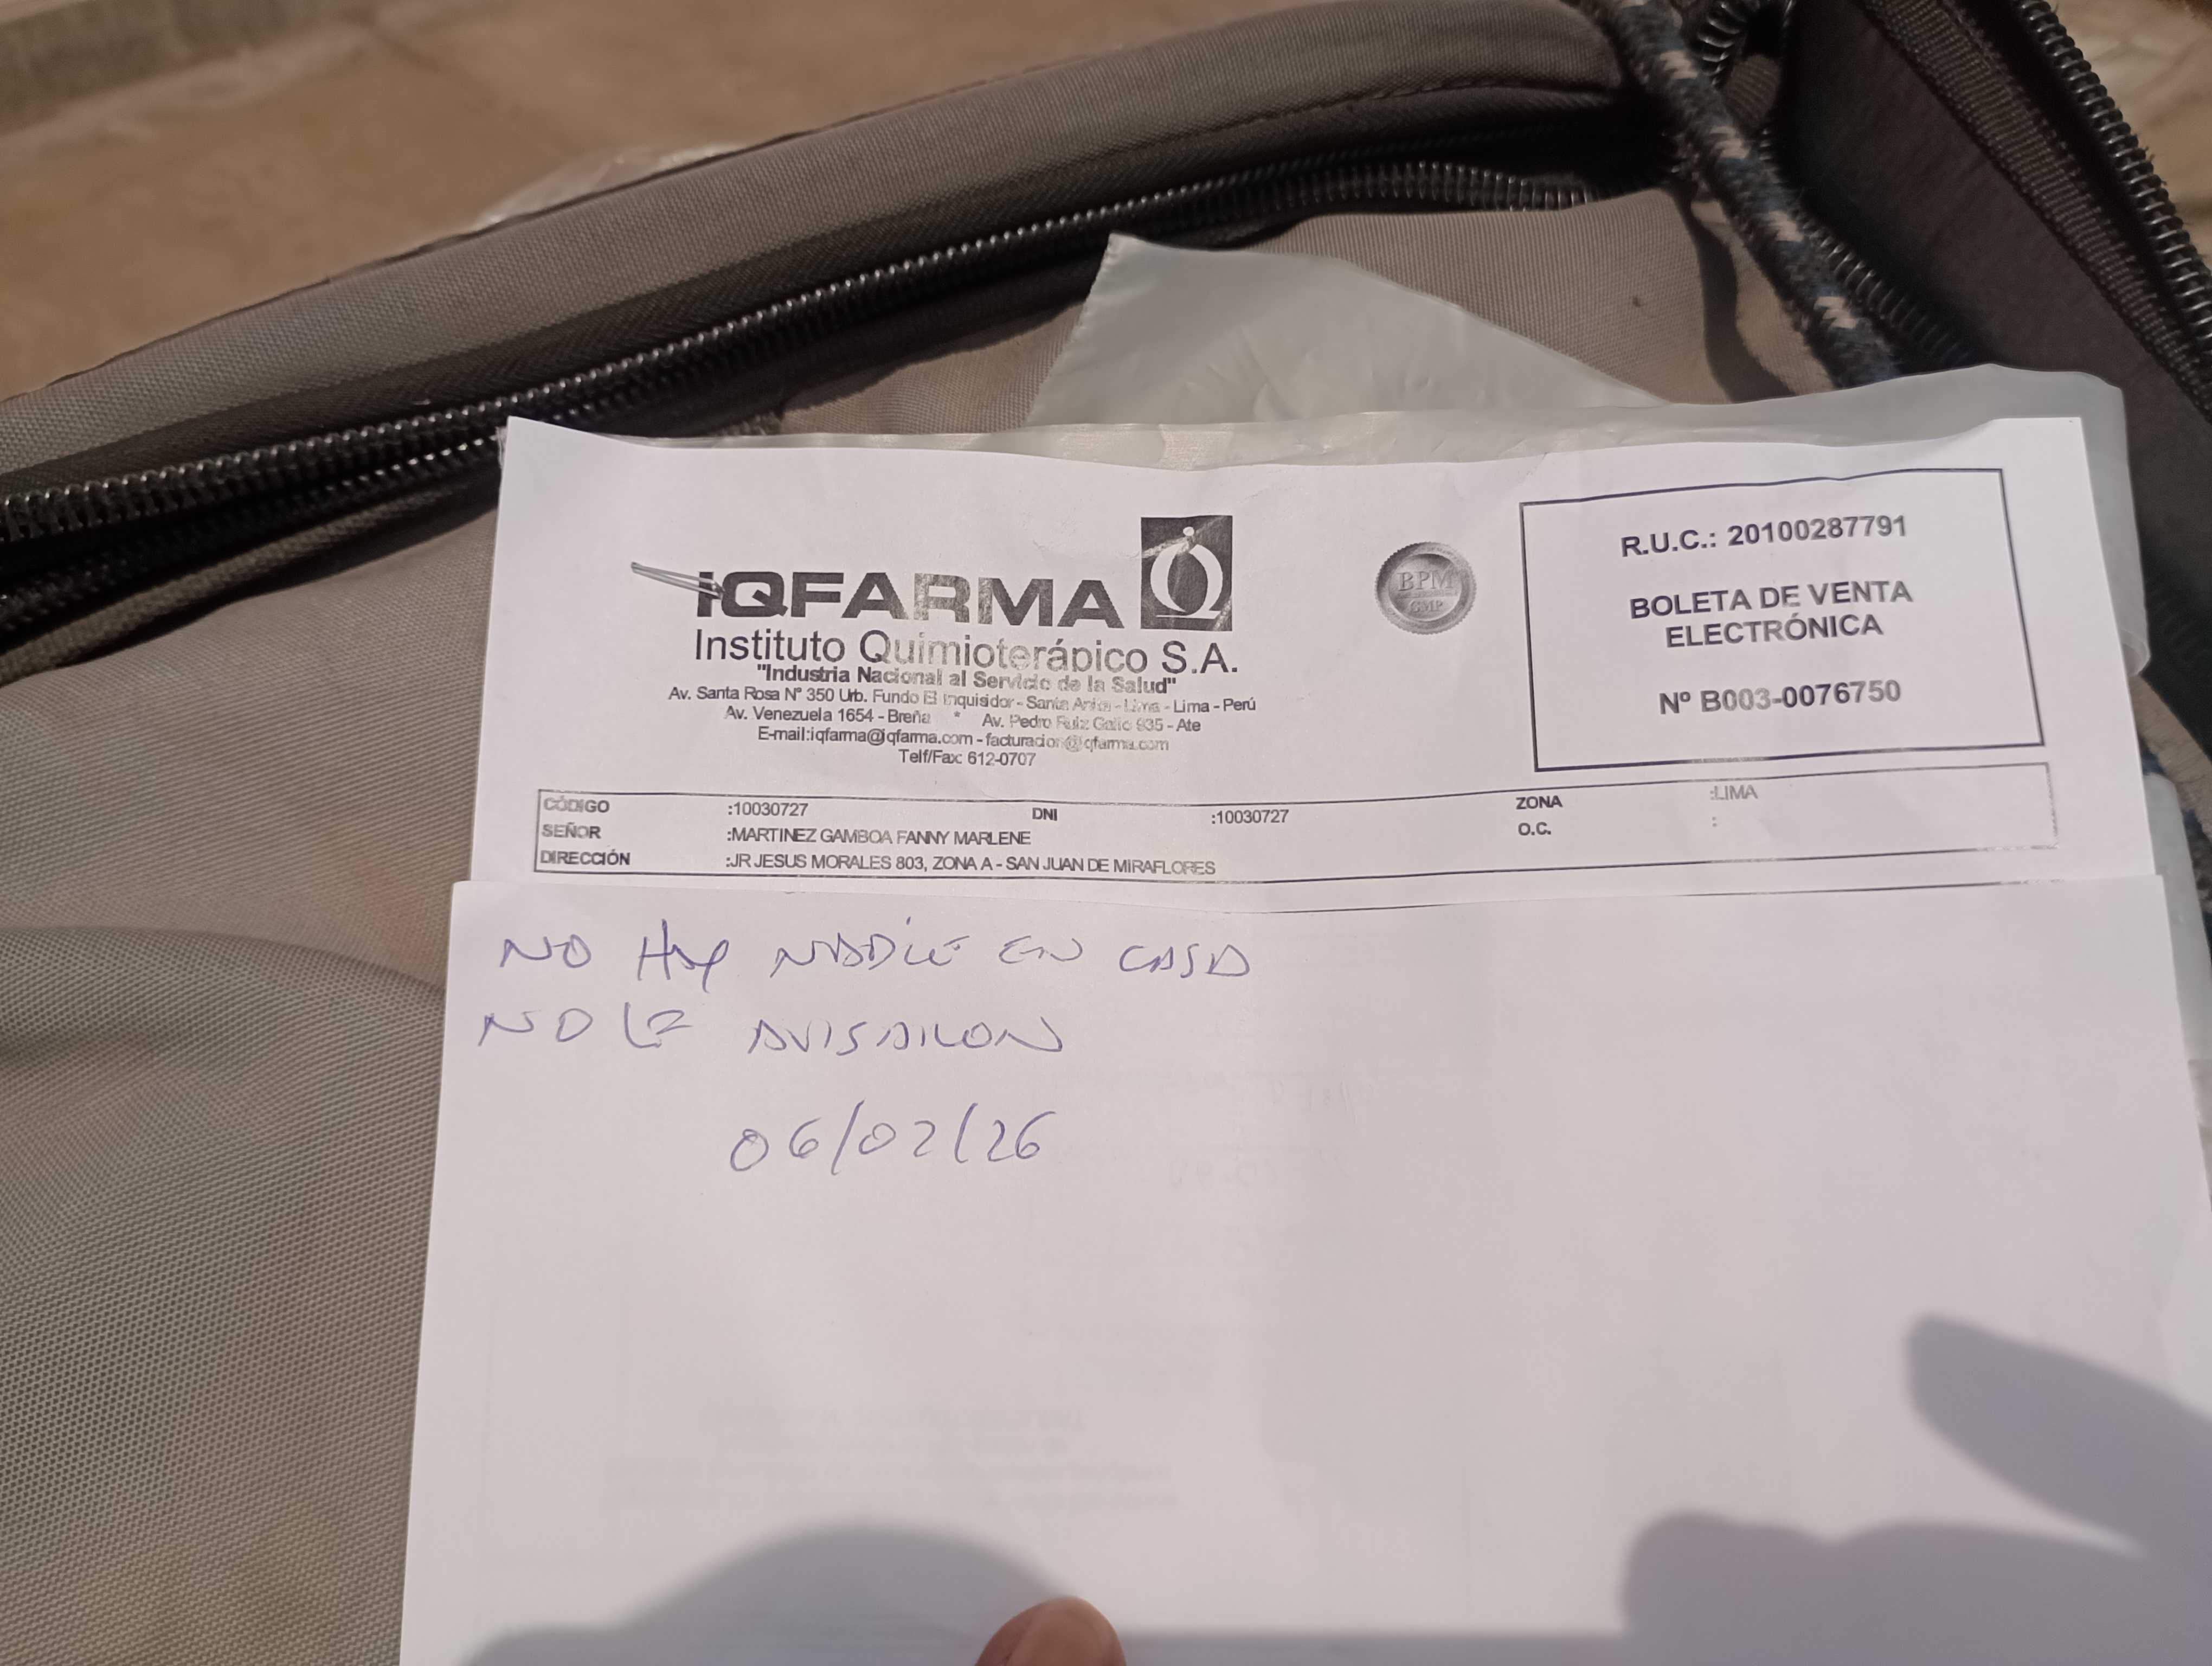 IQFARMA
Instituto Quimioterápico S.A.
"Industria Nacional al Servicio de la Salud"
Av. Santa Rosa Nº 350 Urb. Fundo El Inquisidor - Santa Anita - Lima - Lima - Perú
Av. Venezuela 1654 - Breña * Av. Pedro Ruiz Gallo 935 - Ate
E-mail:iqfarma@iqfarma.com - facturacion@iqfarma.com
Telf/Fax: 612-0707
BPM
GMP
R.U.C.: 20100287791
BOLETA DE VENTA
ELECTRÓNICA
Nº B003-0076750
CÓDIGO :10030727 DNI :10030727 ZONA :LIMA
SEÑOR :MARTINEZ GAMBOA FANNY MARLENE O.C. :
DIRECCIÓN :JR JESUS MORALES 803, ZONA A - SAN JUAN DE MIRAFLORES
NO HAY NADIE EN CASA
NO LE AVISARON
06/02/26